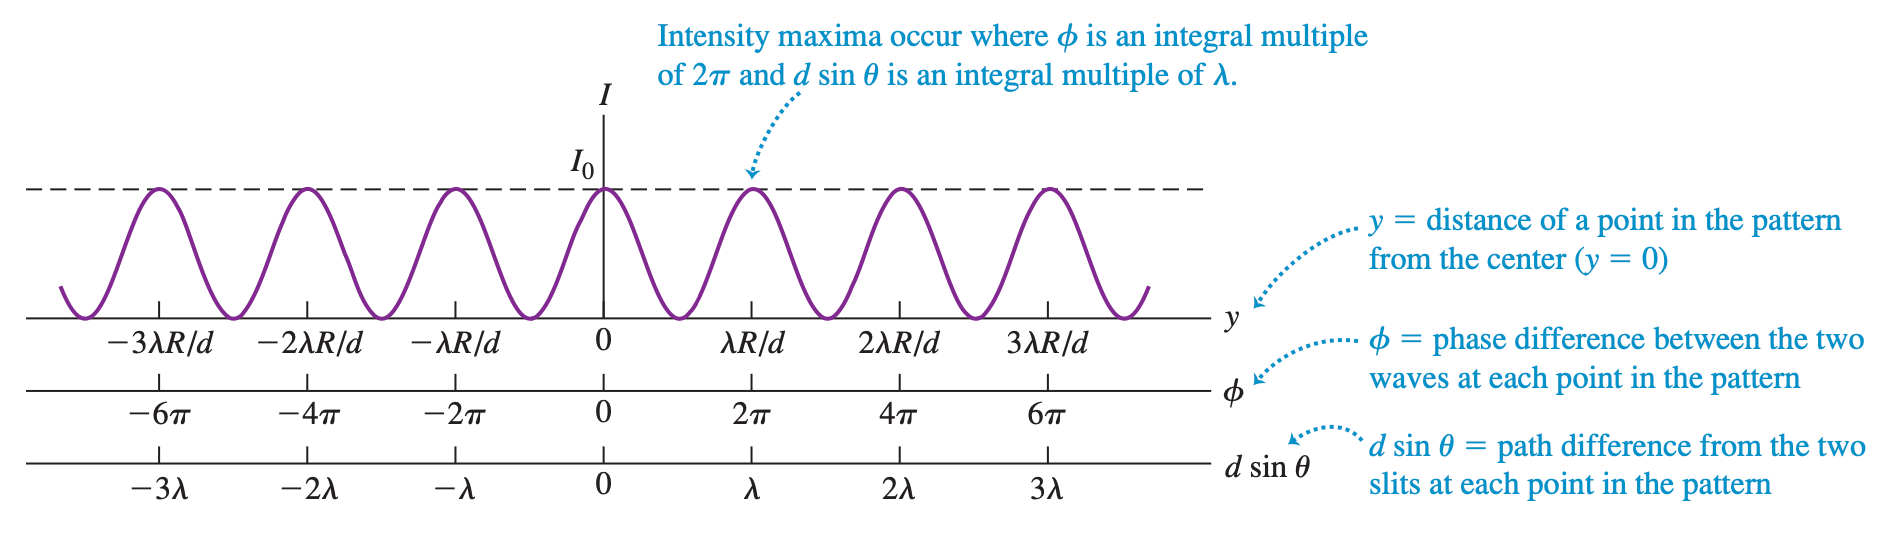 Intensity maxima occur where ϕ is an integral multiple
of 2π and d sin θ is an integral multiple of λ.
I
I₀
y = distance of a point in the pattern
from the center (y = 0)
y
−3λR/d −2λR/d −λR/d 0 λR/d 2λR/d 3λR/d
ϕ = phase difference between the two
waves at each point in the pattern
ϕ
−6π −4π −2π 0 2π 4π 6π
d sin θ = path difference from the two
slits at each point in the pattern
d sin θ
−3λ −2λ −λ 0 λ 2λ 3λ